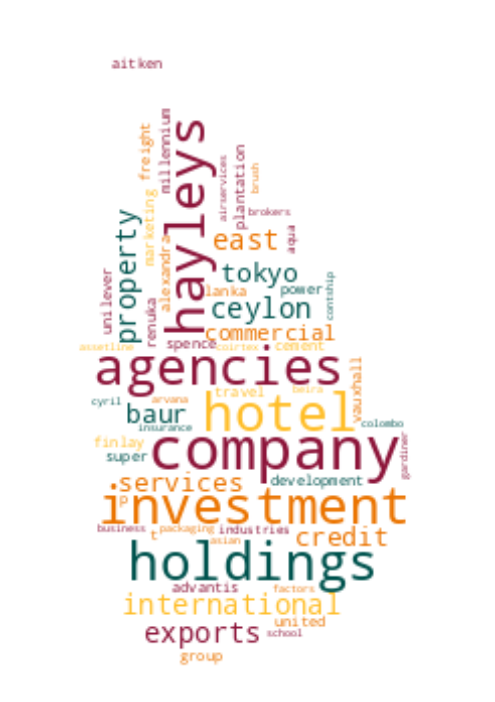 aitken
hayleys
millennium
freight
airservices
plantation
brush
brokers
marketing
property
alexandra
east
aqua
unilever
renuka
tokyo
lanka
power
contship
ceylon
commercial
assetline
spence
coirtex
cement
agencies
travel
beira
vauxhall
cyril
arvana
hotel
baur
insurance
colombo
finlay
super
company
gardiner
services
development
p
investment
business
t
packaging
industries
asian
credit
holdings
advantis
factors
international
united
exports
school
group